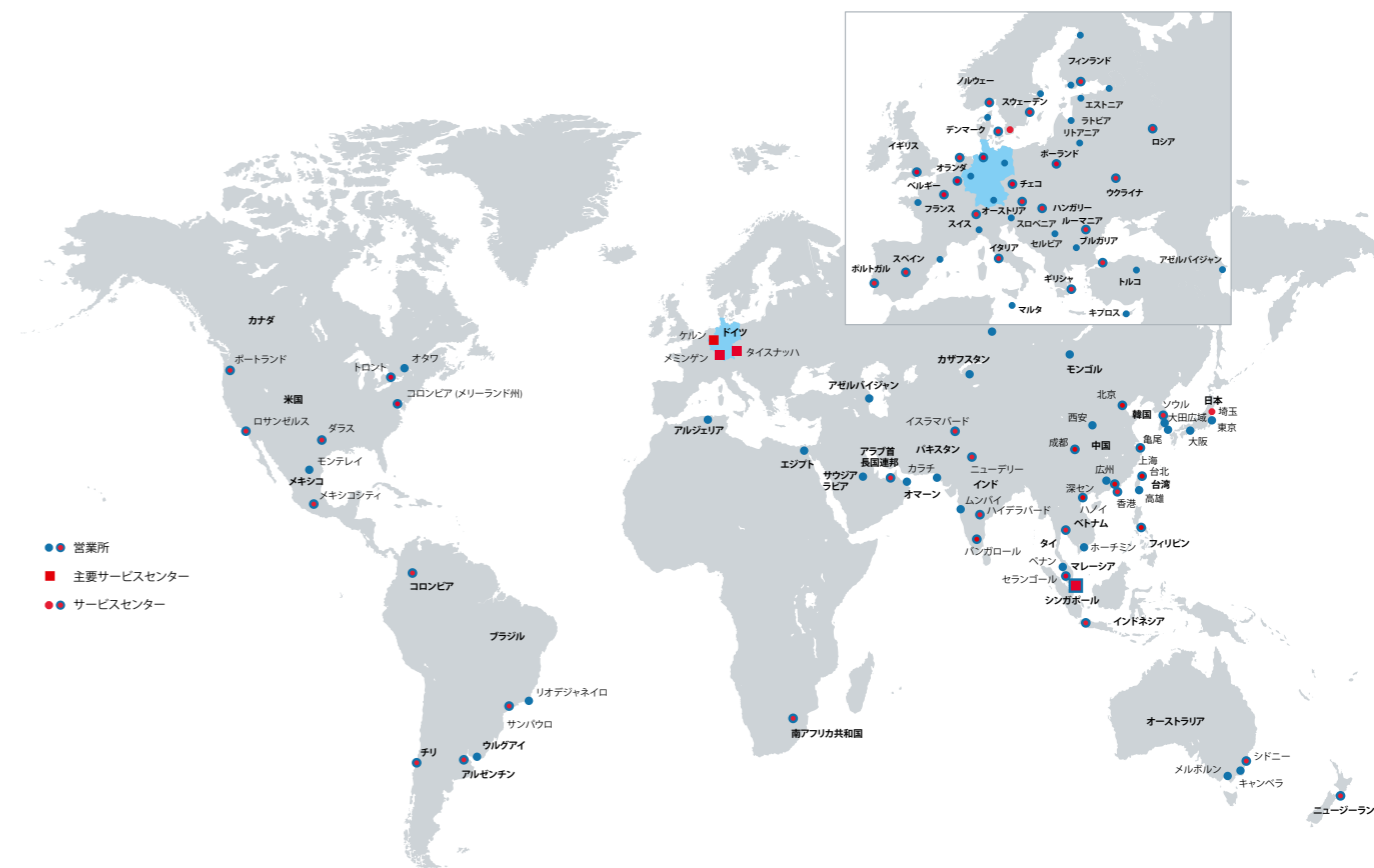 フィンランド
ノルウェー
スウェーデン
エストニア
ラトビア
リトアニア
デンマーク
ロシア
イギリス
オランダ
ポーランド
チェコ
ベルギー
ウクライナ
フランス
オーストリア
ハンガリー
スイス
スロベニア
ルーマニア
セルビア
ブルガリア
イタリア
スペイン
ポルトガル
アゼルバイジャン
ギリシャ
トルコ
マルタ
キプロス
カナダ
ポートランド
トロント
オタワ
コロンビア (メリーランド州)
米国
ロサンゼルス
ダラス
モンテレイ
メキシコ
メキシコシティ
ケルン
ドイツ
メミンゲン
タイスナッハ
カザフスタン
モンゴル
アゼルバイジャン
アルジェリア
エジプト
サウジア
ラビア
アラブ首
長国連邦
オマーン
イスラマバード
パキスタン
カラチ
ニューデリー
インド
ムンバイ
ハイデラバード
バンガロール
北京
西安
成都
中国
上海
広州
深セン
香港
韓国
ソウル
大田広域
亀尾
日本
埼玉
東京
大阪
台北
台湾
高雄
ハノイ
ベトナム
タイ
ホーチミン
フィリピン
ペナン
マレーシア
セランゴール
シンガポール
インドネシア
営業所
主要サービスセンター
サービスセンター
コロンビア
ブラジル
リオデジャネイロ
サンパウロ
チリ
ウルグアイ
アルゼンチン
南アフリカ共和国
オーストラリア
シドニー
メルボルン
キャンベラ
ニュージーラン